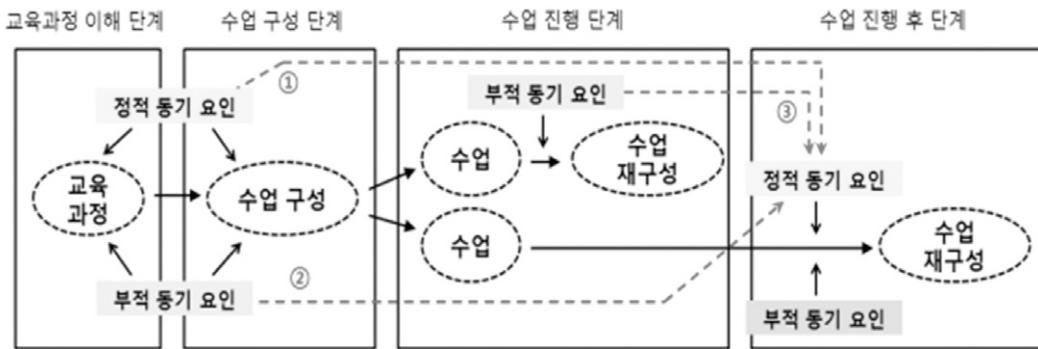 교육과정 이해 단계
수업 구성 단계
수업 진행 단계
수업 진행 후 단계
정적 동기 요인
①
부적 동기 요인
③
교육
과정
수업 구성
수업
수업
재구성
정적 동기 요인
수업
수업
재구성
②
부적 동기 요인
부적 동기 요인